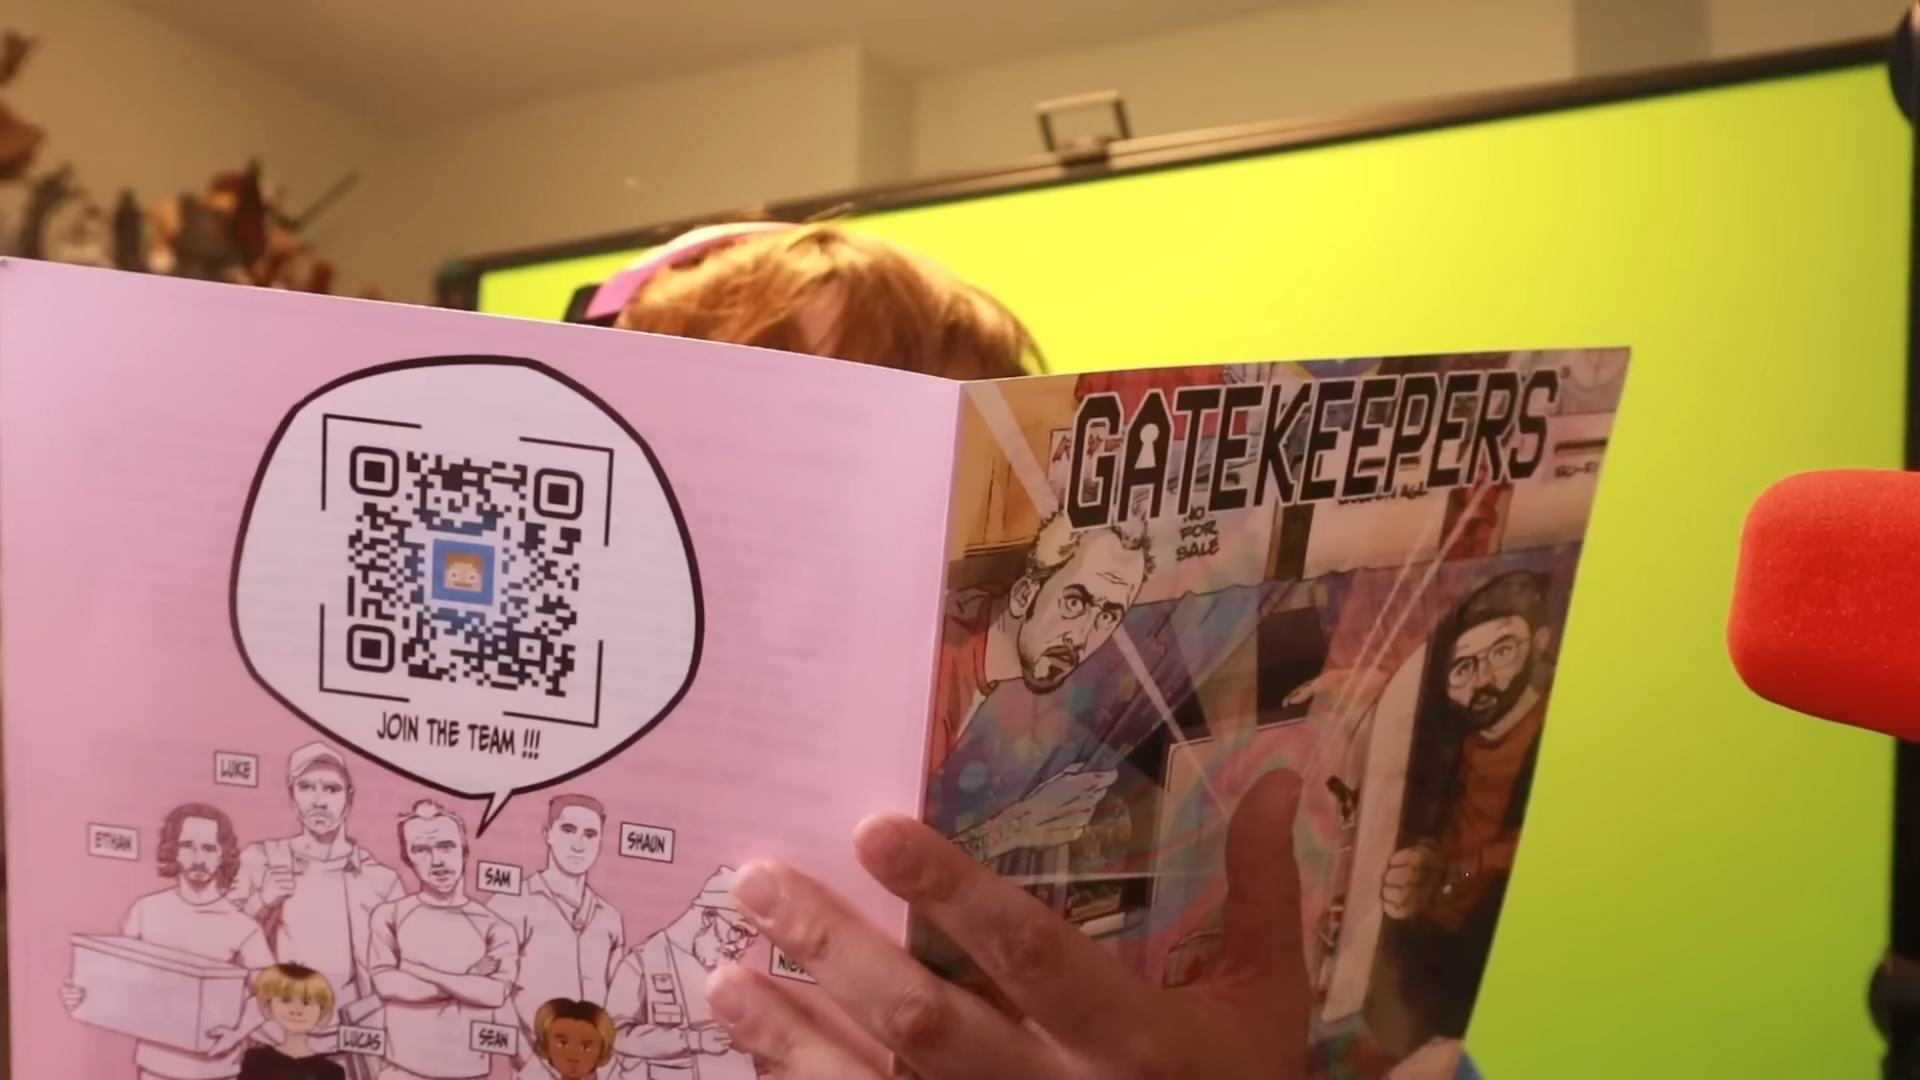 JOIN THE TEAM !!!
LUKE
ETHAN
SHAUN
SAM
LUCAS
SEAN
GATEKEEPERS
FOR
SALE